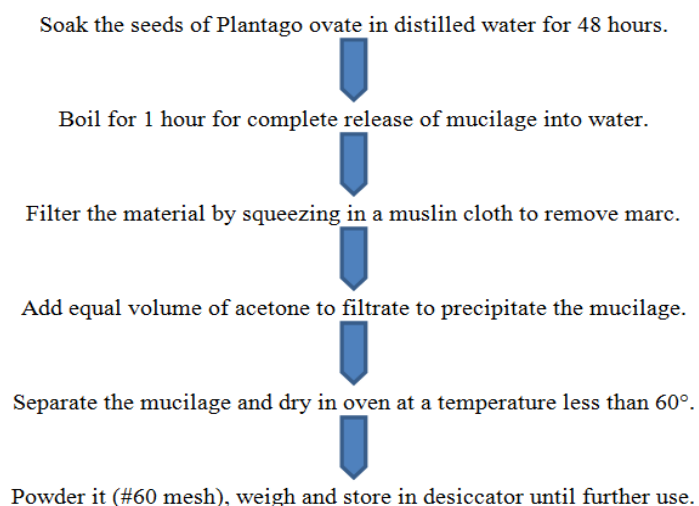 Soak the seeds of Plantago ovate in distilled water for 48 hours.
Boil for 1 hour for complete release of mucilage into water.
Filter the material by squeezing in a muslin cloth to remove marc.
Add equal volume of acetone to filtrate to precipitate the mucilage.
Separate the mucilage and dry in oven at a temperature less than 60°.
Powder it (#60 mesh), weigh and store in desiccator until further use.